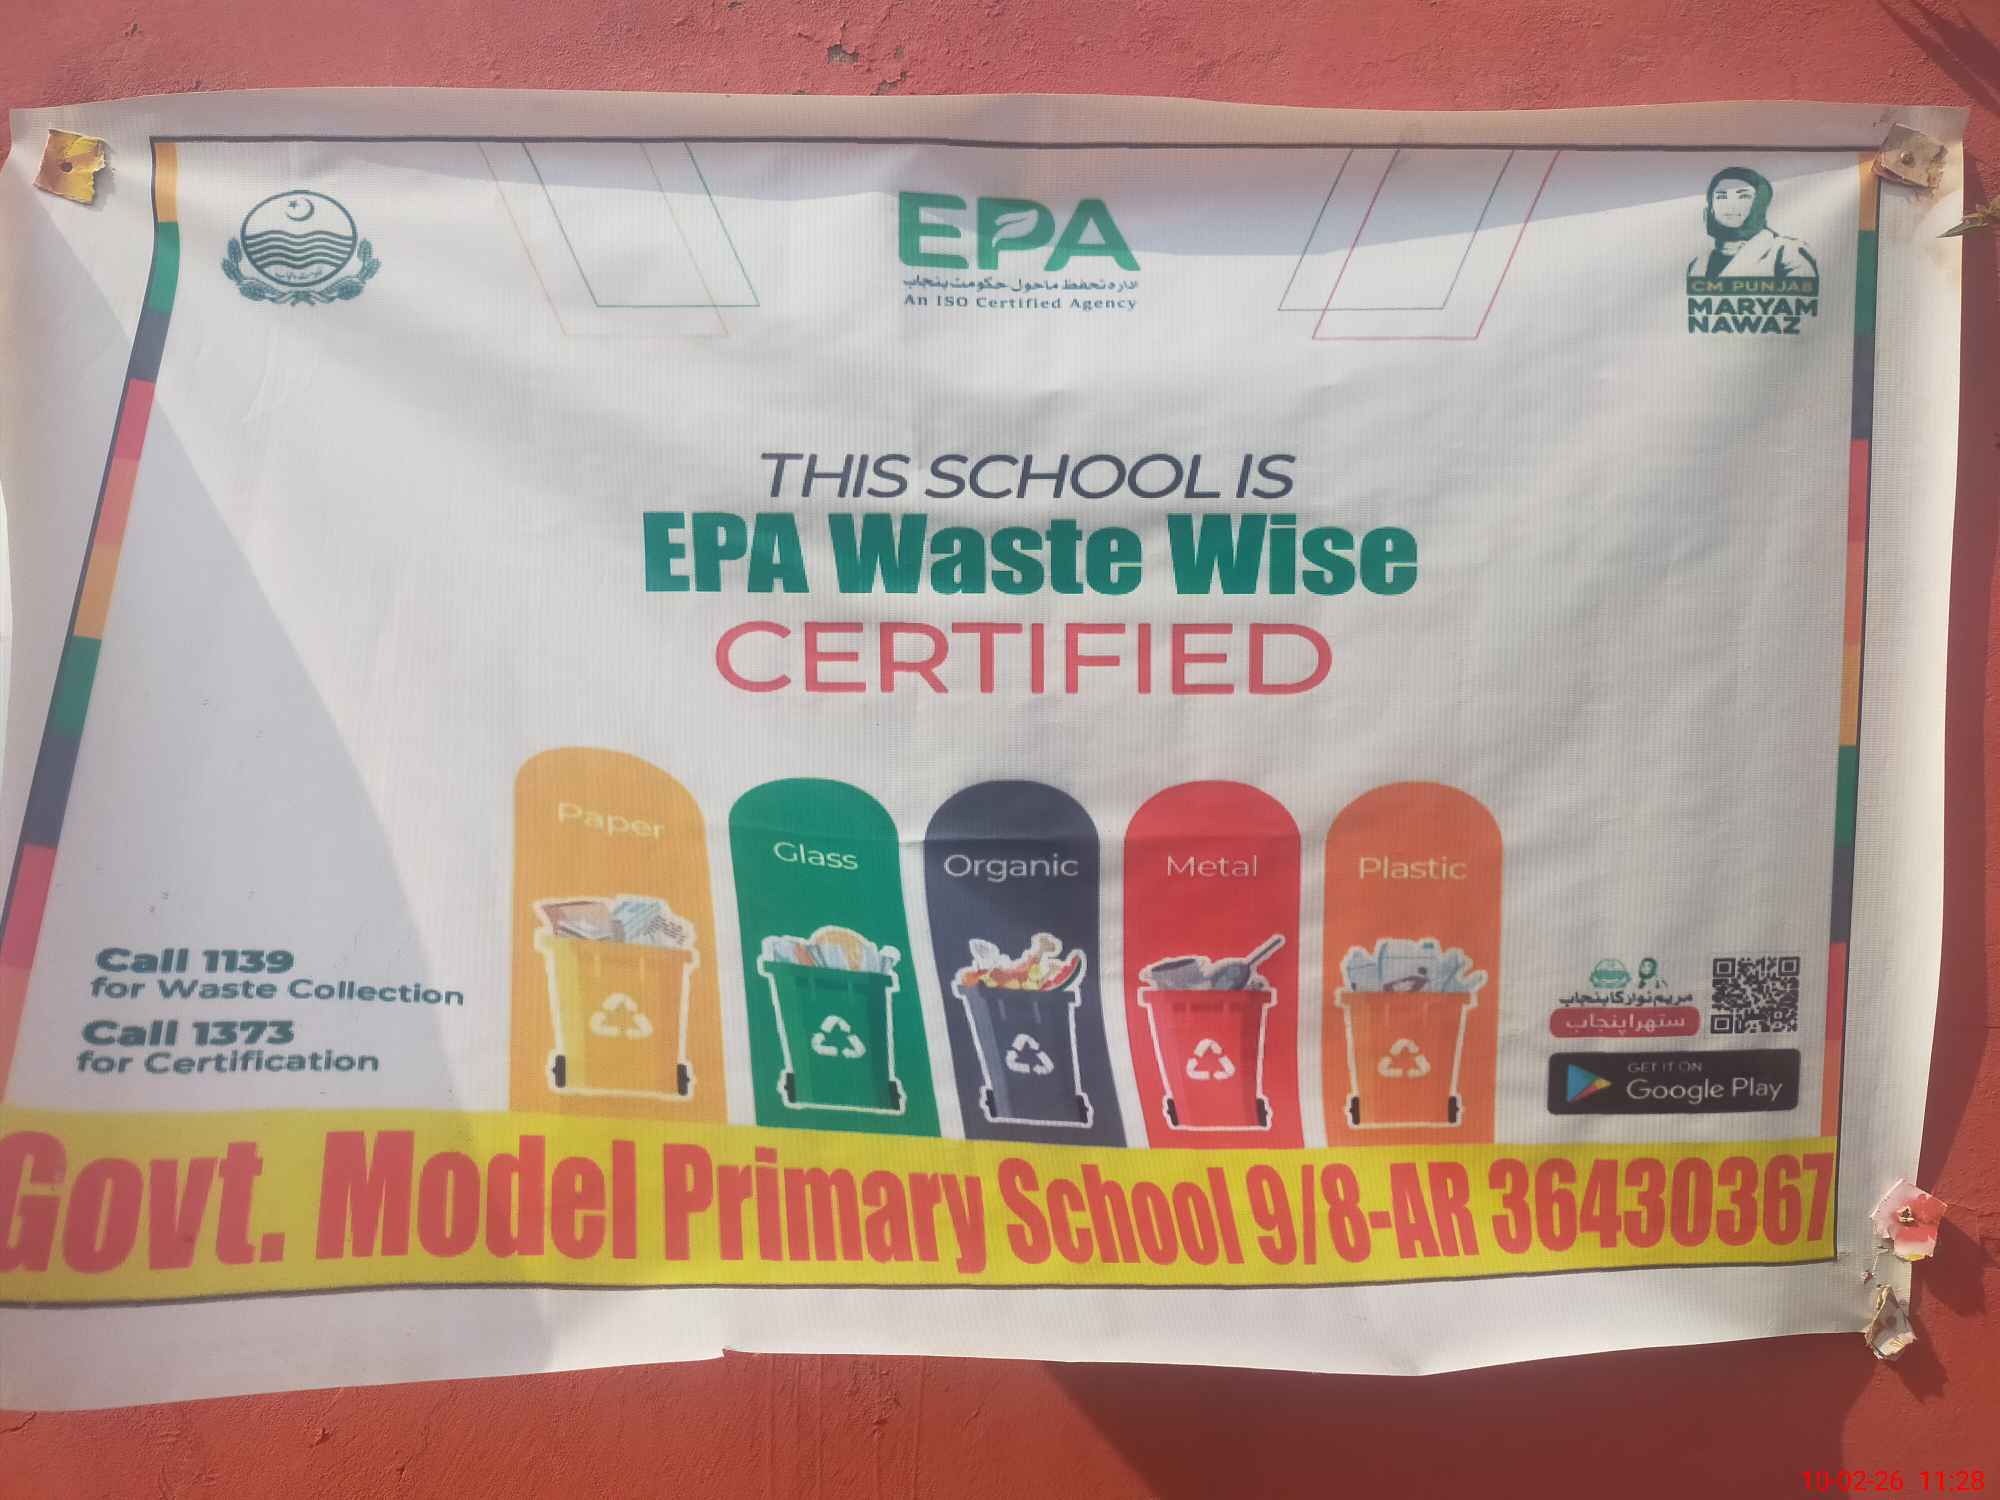 EPA
ادارہ تحفظ ماحول حکومت پنجاب
An ISO Certified Agency
CM PUNJAB
MARYAM
NAWAZ
THIS SCHOOL IS
EPA Waste Wise
CERTIFIED
Paper
Glass
Organic
Metal
Plastic
Call 1139
for Waste Collection
Call 1373
for Certification
مریم نواز کا پنجاب
ستھرا پنجاب
GET IT ON
Google Play
Govt. Model Primary School 9/8-AR 36430367
10-02-26 11:28